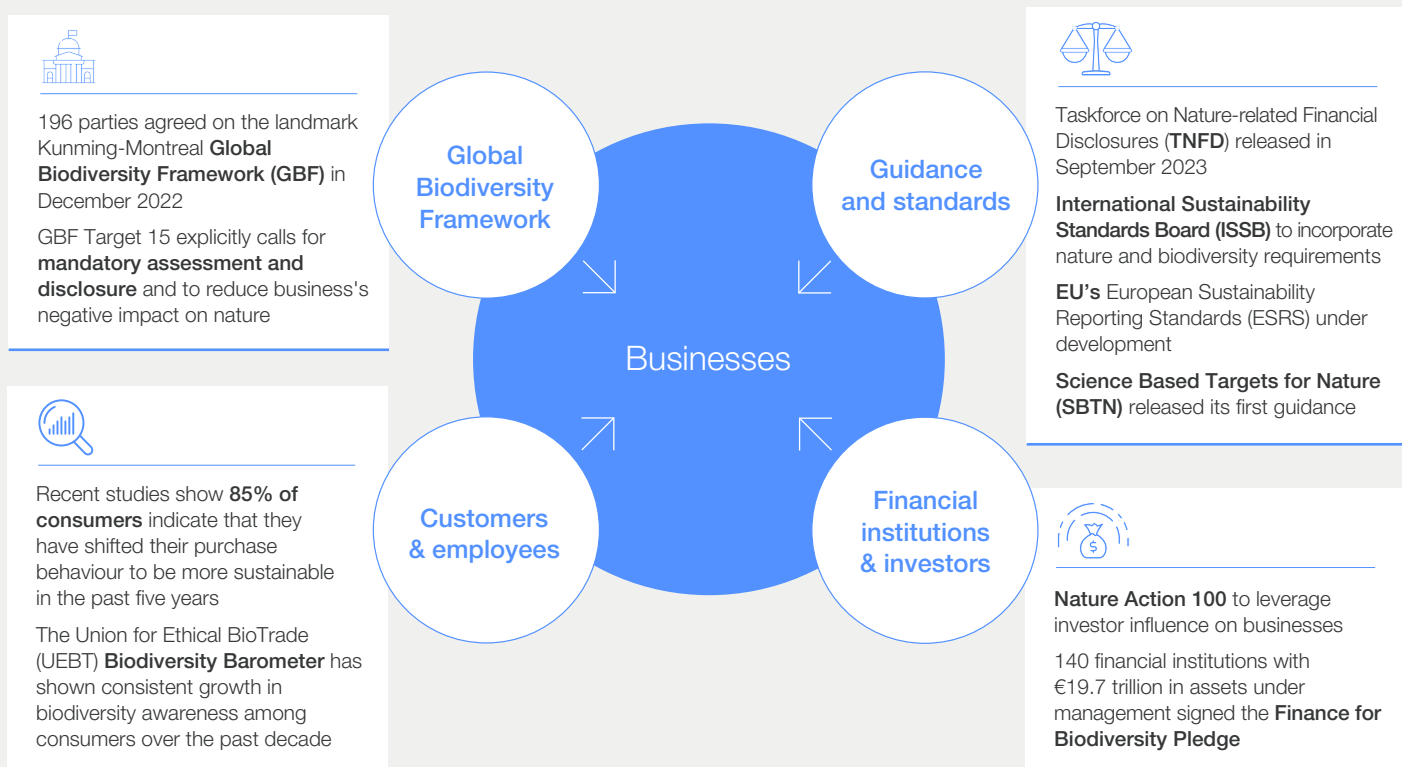 196 parties agreed on the landmark
Kunming-Montreal Global
Biodiversity Framework (GBF) in
December 2022
GBF Target 15 explicitly calls for
mandatory assessment and
disclosure and to reduce business's
negative impact on nature
Global
Biodiversity
Framework
Guidance
and standards
Taskforce on Nature-related Financial
Disclosures (TNFD) released in
September 2023
International Sustainability
Standards Board (ISSB) to incorporate
nature and biodiversity requirements
EU’s European Sustainability
Reporting Standards (ESRS) under
development
Science Based Targets for Nature
(SBTN) released its first guidance
Businesses
Recent studies show 85% of
consumers indicate that they
have shifted their purchase
behaviour to be more sustainable
in the past five years
The Union for Ethical BioTrade
(UEBT) Biodiversity Barometer has
shown consistent growth in
biodiversity awareness among
consumers over the past decade
Customers
& employees
Financial
institutions
& investors
$
Nature Action 100 to leverage
investor influence on businesses
140 financial institutions with
€19.7 trillion in assets under
management signed the Finance for
Biodiversity Pledge